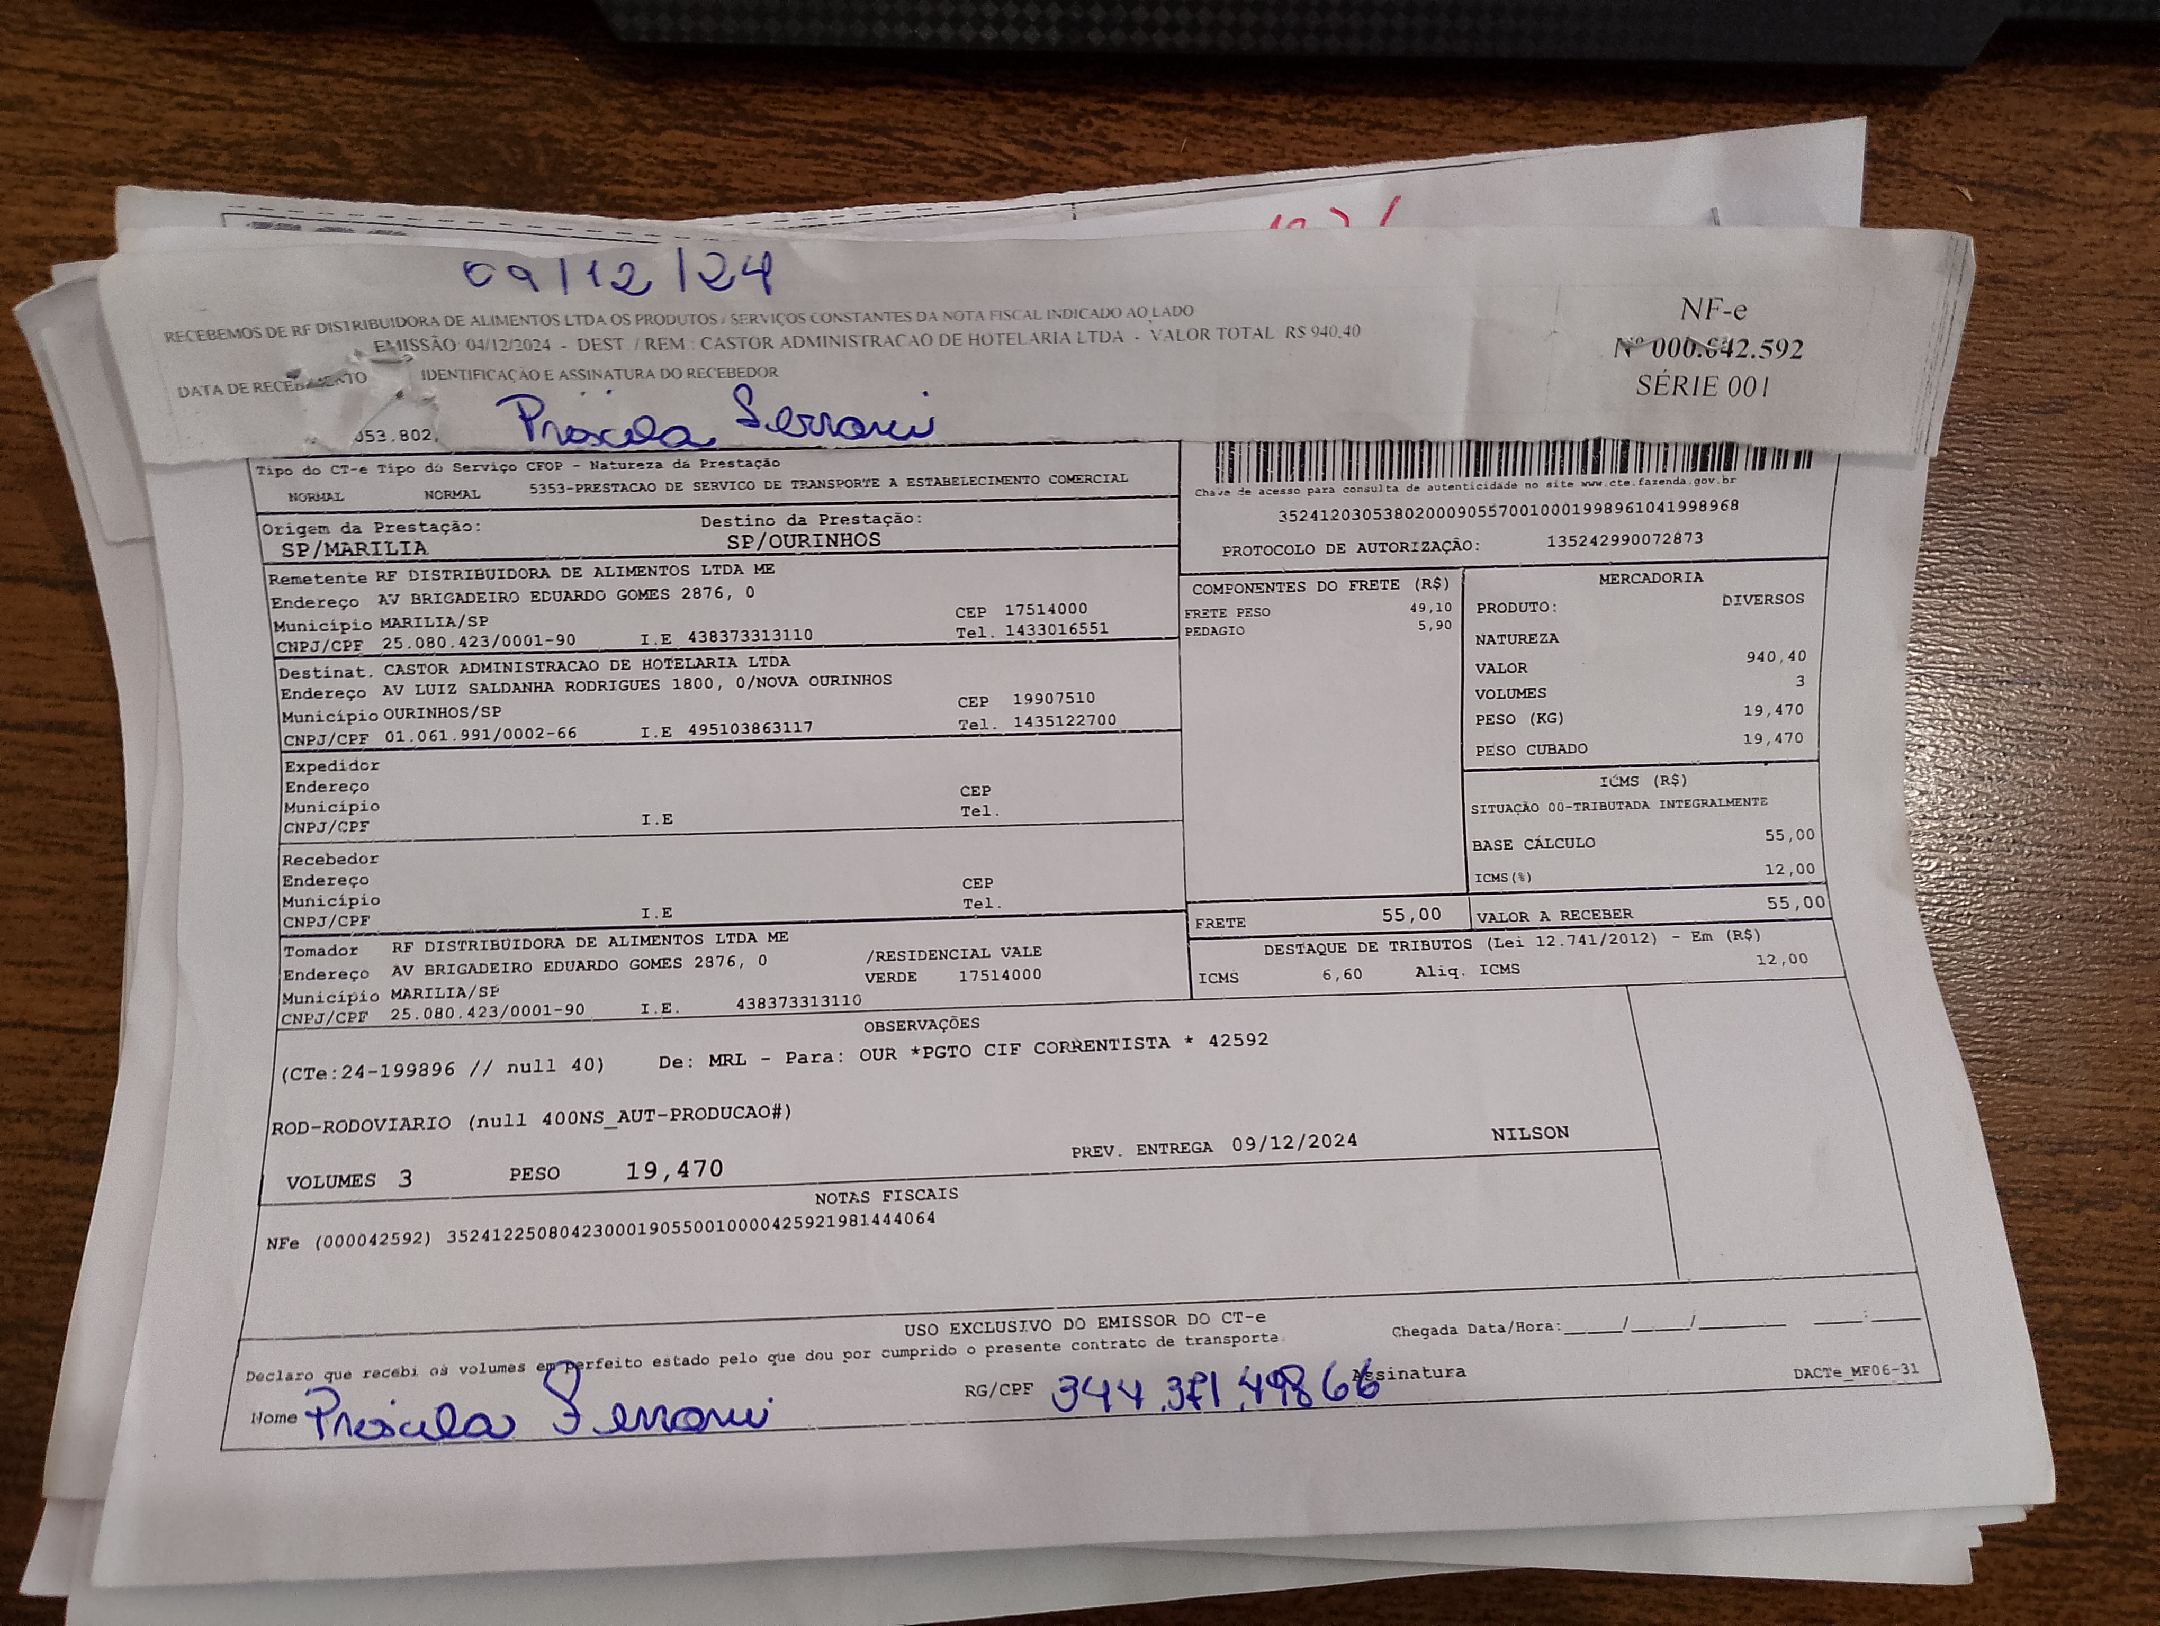 09/12/24
RECEBEMOS DE RF DISTRIBUIDORA DE ALIMENTOS LTDA OS PRODUTOS / SERVIÇOS CONSTANTES DA NOTA FISCAL INDICADO AO LADO
EMISSÃO: 04/12/2024 - DEST. / REM.: CASTOR ADMINISTRACAO DE HOTELARIA LTDA - VALOR TOTAL R$ 940,40
NF-e
Nº 000.642.592
SÉRIE 001
DATA DE RECEBIMENTO IDENTIFICAÇÃO E ASSINATURA DO RECEBEDOR
053.802.
Tipo do CT-e Tipo do Serviço CFOP - Natureza da Prestação
NORMAL NORMAL 5353-PRESTACAO DE SERVICO DE TRANSPORTE A ESTABELECIMENTO COMERCIAL
Chave de acesso para consulta de autenticidade no site www.cte.fazenda.gov.br
35241203053802000905570010001998961041998968
PROTOCOLO DE AUTORIZAÇÃO: 135242990072873
Origem da Prestação: Destino da Prestação:
SP/MARILIA SP/OURINHOS
Remetente RF DISTRIBUIDORA DE ALIMENTOS LTDA ME
Endereço AV BRIGADEIRO EDUARDO GOMES 2876, 0
Município MARILIA/SP CEP 17514000
CNPJ/CPF 25.080.423/0001-90 I.E 438373313110 Tel. 1433016551
Destinat. CASTOR ADMINISTRACAO DE HOTELARIA LTDA
Endereço AV LUIZ SALDANHA RODRIGUES 1800, 0/NOVA OURINHOS
Município OURINHOS/SP CEP 19907510
CNPJ/CPF 01.061.991/0002-66 I.E 495103863117 Tel. 1435122700
Expedidor
Endereço
Município CEP
CNPJ/CPF I.E Tel.
Recebedor
Endereço
Município CEP
CNPJ/CPF I.E Tel.
Tomador RF DISTRIBUIDORA DE ALIMENTOS LTDA ME
Endereço AV BRIGADEIRO EDUARDO GOMES 2876, 0 /RESIDENCIAL VALE
VERDE 17514000
Município MARILIA/SP
CNPJ/CPF 25.080.423/0001-90 I.E. 438373313110
COMPONENTES DO FRETE (R$)
FRETE PESO 49,10
PEDAGIO 5,90
MERCADORIA
PRODUTO: DIVERSOS
NATUREZA
VALOR 940,40
VOLUMES 3
PESO (KG) 19,470
PESO CUBADO 19,470
ICMS (R$)
SITUAÇÃO 00-TRIBUTADA INTEGRALMENTE
BASE CÁLCULO 55,00
ICMS(%) 12,00
FRETE 55,00 VALOR A RECEBER 55,00
DESTAQUE DE TRIBUTOS (Lei 12.741/2012) - Em (R$)
ICMS 6,60 Aliq. ICMS 12,00
OBSERVAÇÕES
(CTe:24-199896 // null 40) De: MRL - Para: OUR *PGTO CIF CORRENTISTA * 42592
ROD-RODOVIARIO (null 400NS_AUT-PRODUCAO#)
VOLUMES 3 PESO 19,470 PREV. ENTREGA 09/12/2024 NILSON
NOTAS FISCAIS
NFe (000042592) 35241225080423000190550010000425921981444064
USO EXCLUSIVO DO EMISSOR DO CT-e
Declaro que recebi os volumes em perfeito estado pelo que dou por cumprido o presente contrato de transporte. Chegada Data/Hora:____/____/________ ____:____
Nome RG/CPF Assinatura
DACTe_MF06-31